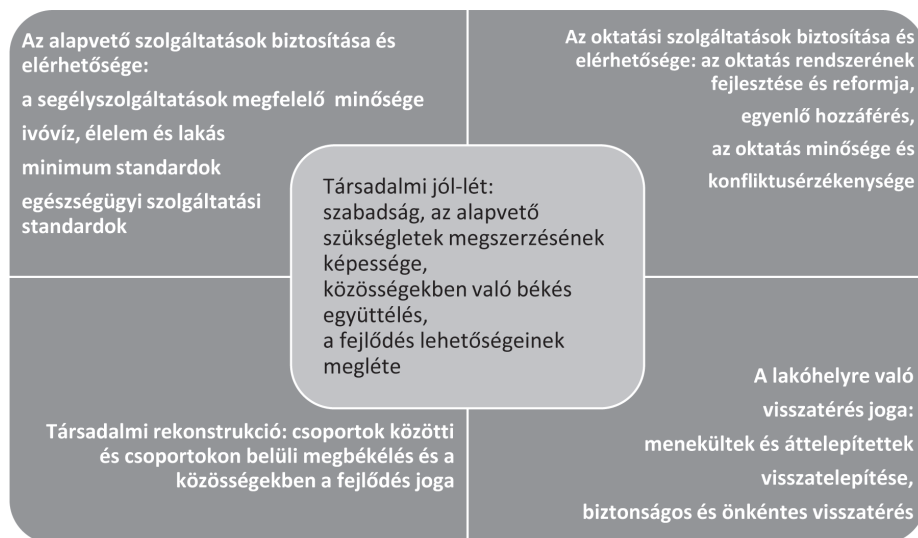 Az alapvető szolgáltatások biztosítása és
elérhetősége:
a segélyszolgáltatások megfelelő minősége
ivóvíz, élelem és lakás
minimum standardok
egészségügyi szolgáltatási
standardok
Az oktatási szolgáltatások biztosítása és
elérhetősége: az oktatás rendszerének
fejlesztése és reformja,
egyenlő hozzáférés,
az oktatás minősége és
konfliktusérzékenysége
Társadalmi jól-lét:
szabadság, az alapvető
szükségletek megszerzésének
képessége,
közösségekben való békés
együttélés,
a fejlődés lehetőségeinek
megléte
Társadalmi rekonstrukció: csoportok közötti
és csoportokon belüli megbékélés és a
közösségekben a fejlődés joga
A lakóhelyre való
visszatérés joga:
menekültek és áttelepítettek
visszatelepítése,
biztonságos és önkéntes visszatérés